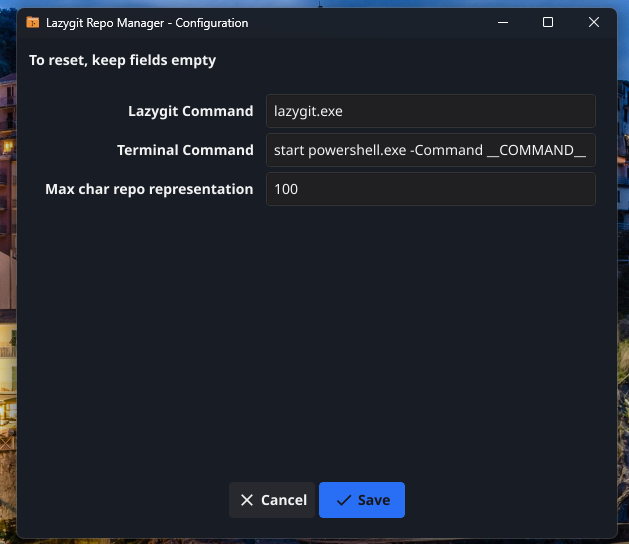 Lazygit Repo Manager - Configuration
To reset, keep fields empty
Lazygit Command lazygit.exe
Terminal Command start powershell.exe -Command __COMMAND__
Max char repo representation 100
Cancel Save